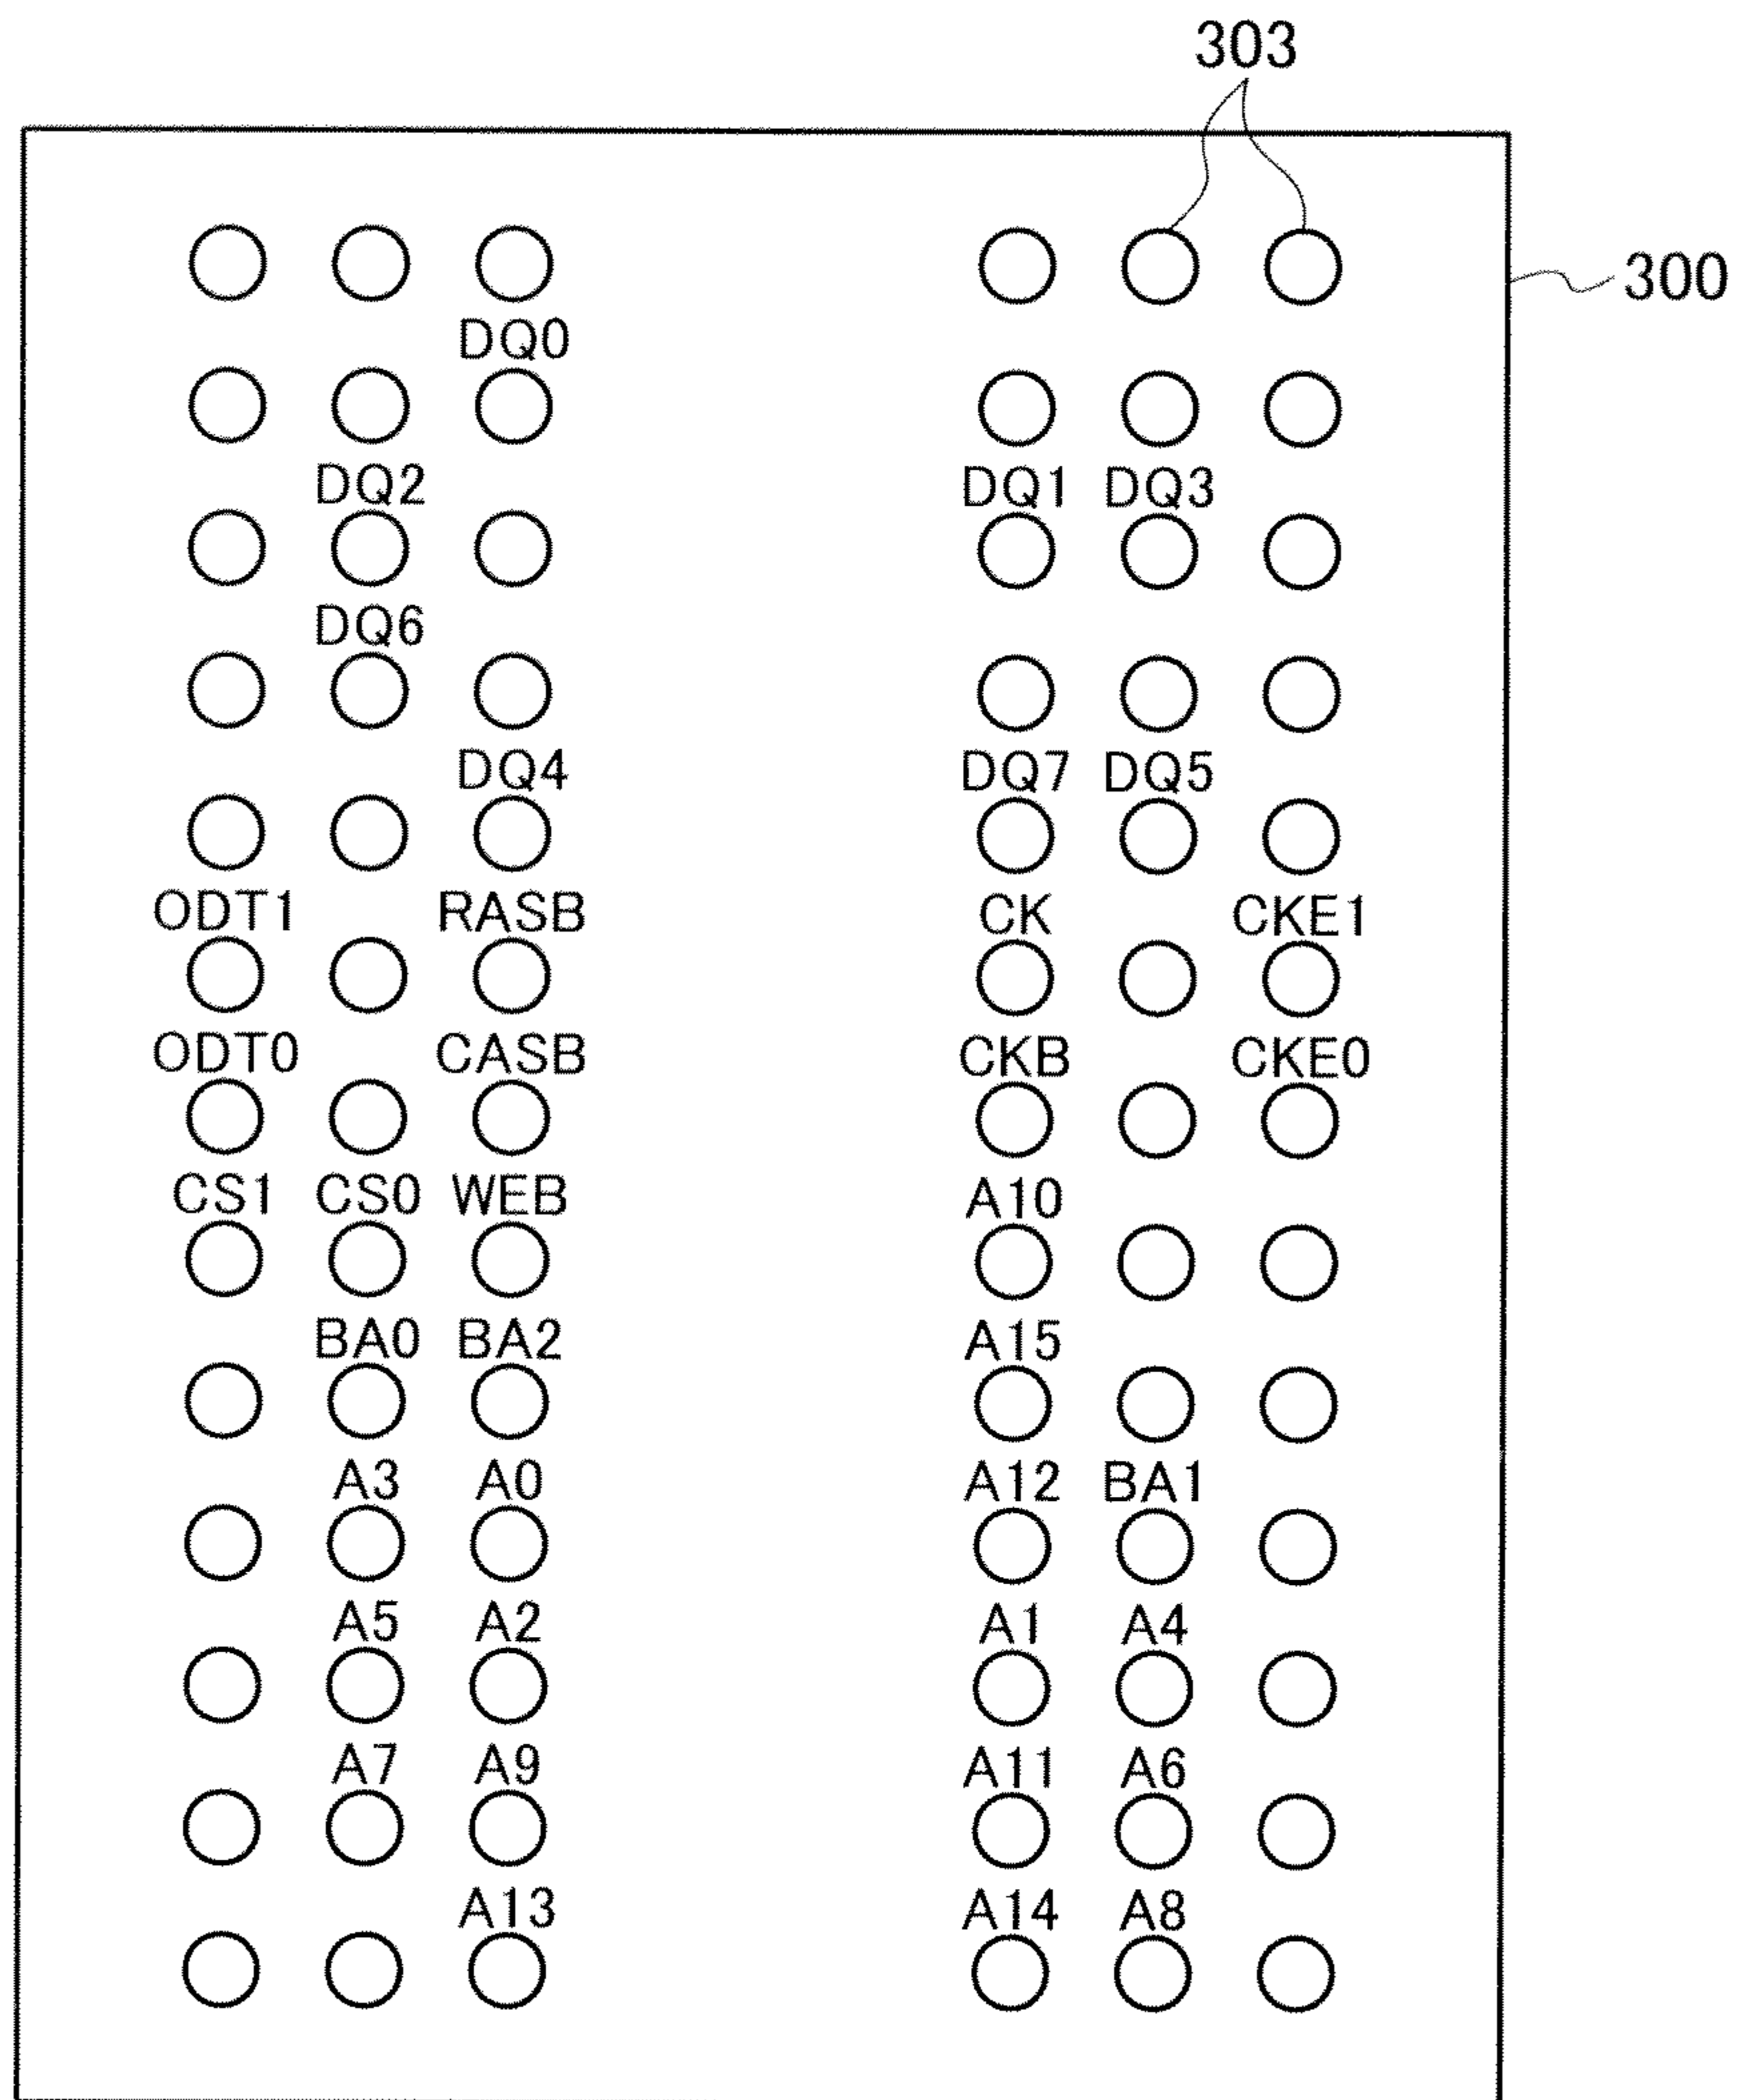 303
300
DQ0
DQ2 DQ1 DQ3
DQ6
DQ4 DQ7 DQ5
ODT1 RASB CK CKE1
ODT0 CASB CKB CKE0
CS1 CS0 WEB A10
BA0 BA2 A15
A3 A0 A12 BA1
A5 A2 A1 A4
A7 A9 A11 A6
A13 A14 A8